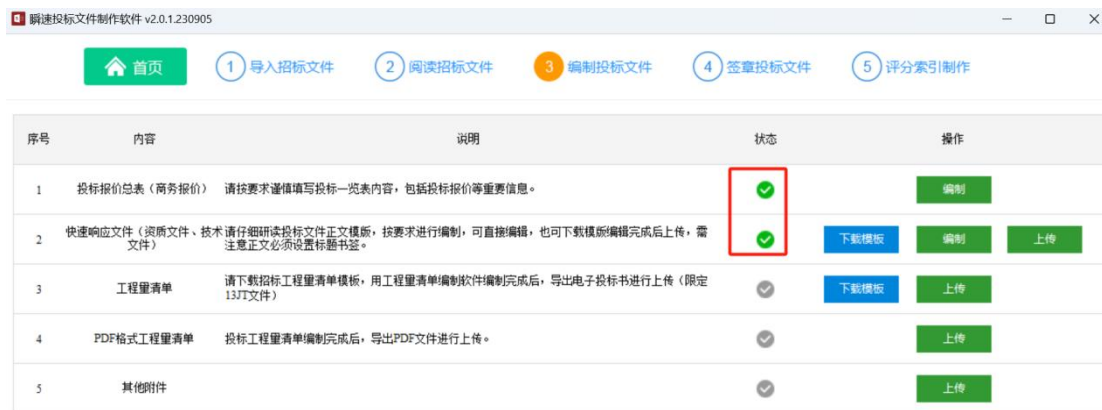 瞬速投标文件制作软件 v2.0.1.230905
首页 1 导入招标文件 2 阅读招标文件 3 编制投标文件 4 签章投标文件 5 评分索引制作
序号 内容 说明 状态 操作
1 投标报价总表（商务报价） 请按要求谨慎填写投标一览表内容，包括投标报价等重要信息。 编制
2 快速响应文件（资质文件、技术文件） 请仔细研读投标文件正文模版，按要求进行编制，可直接编辑，也可下载模版编辑完成后上传，需
注意正文必须设置标题书签。 下载模板 编制 上传
3 工程量清单 请下载招标工程量清单模板，用工程量清单编制软件编制完成后，导出电子投标书进行上传（限定
13JT文件） 下载模板 上传
4 PDF格式工程量清单 投标工程量清单编制完成后，导出PDF文件进行上传。 上传
5 其他附件 上传